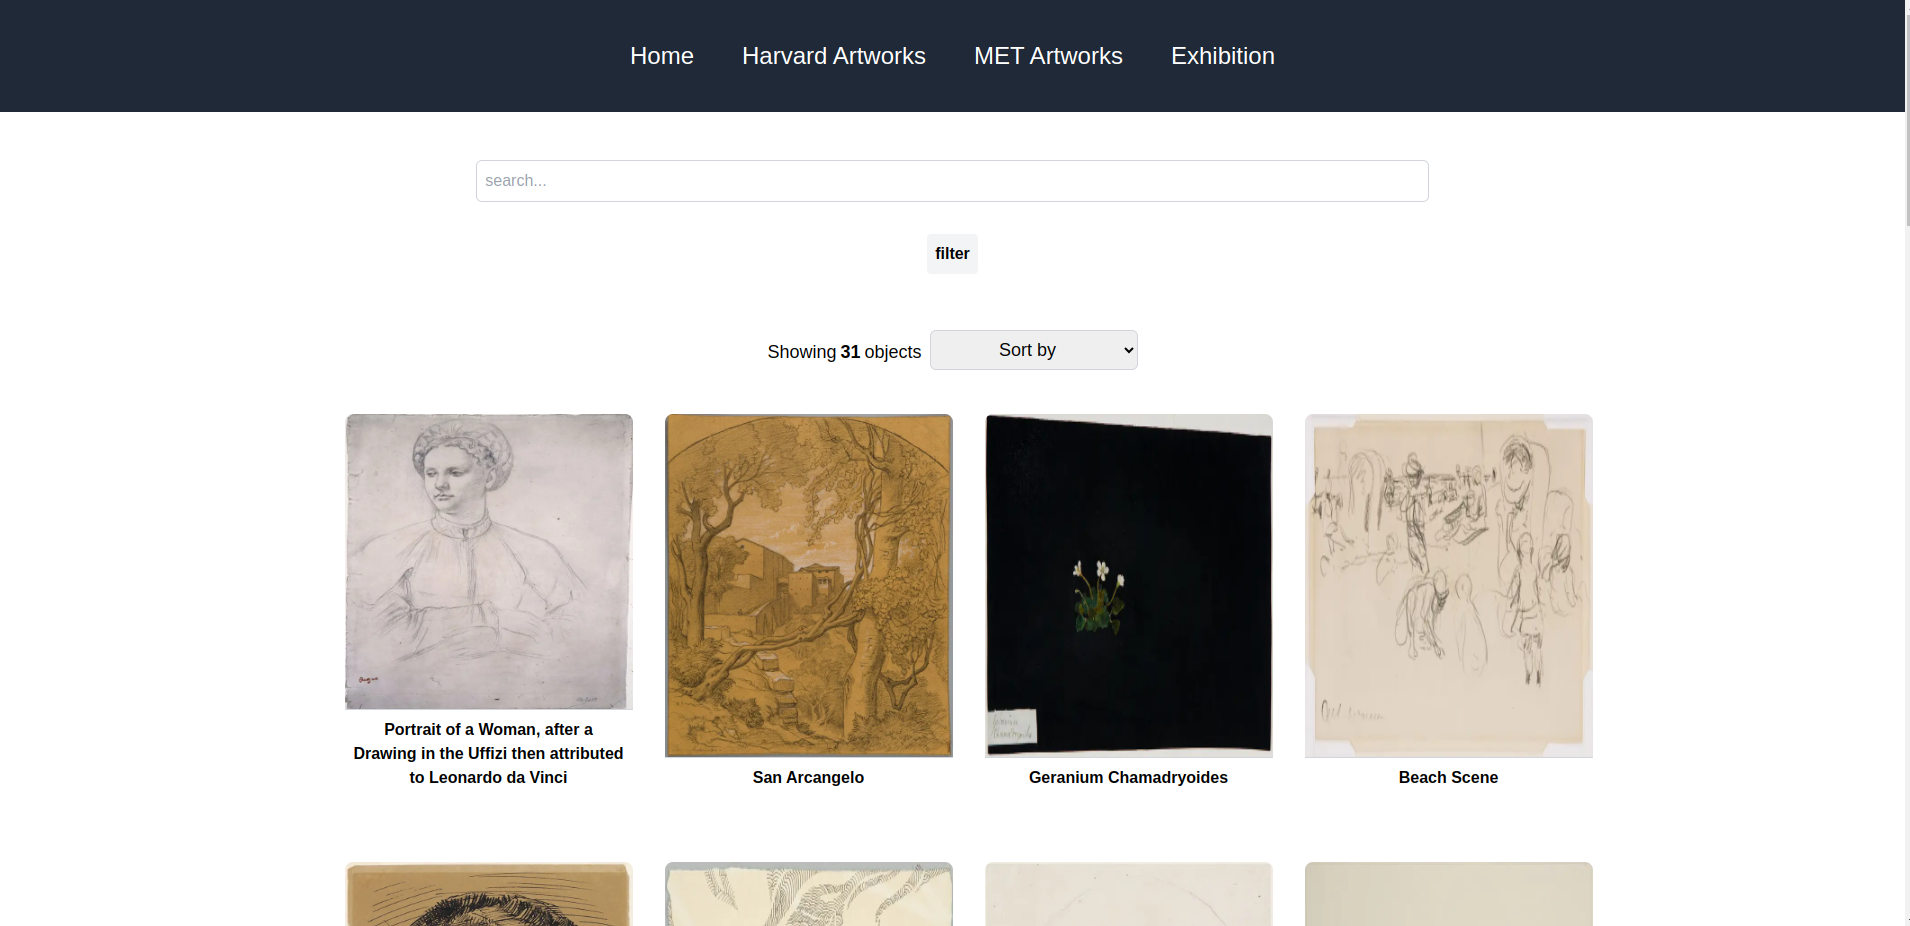 Home Harvard Artworks MET Artworks Exhibition
search...
filter
Showing 31 objects Sort by
Portrait of a Woman, after a
Drawing in the Uffizi then attributed
to Leonardo da Vinci
San Arcangelo
Geranium Chamadryoides
Beach Scene